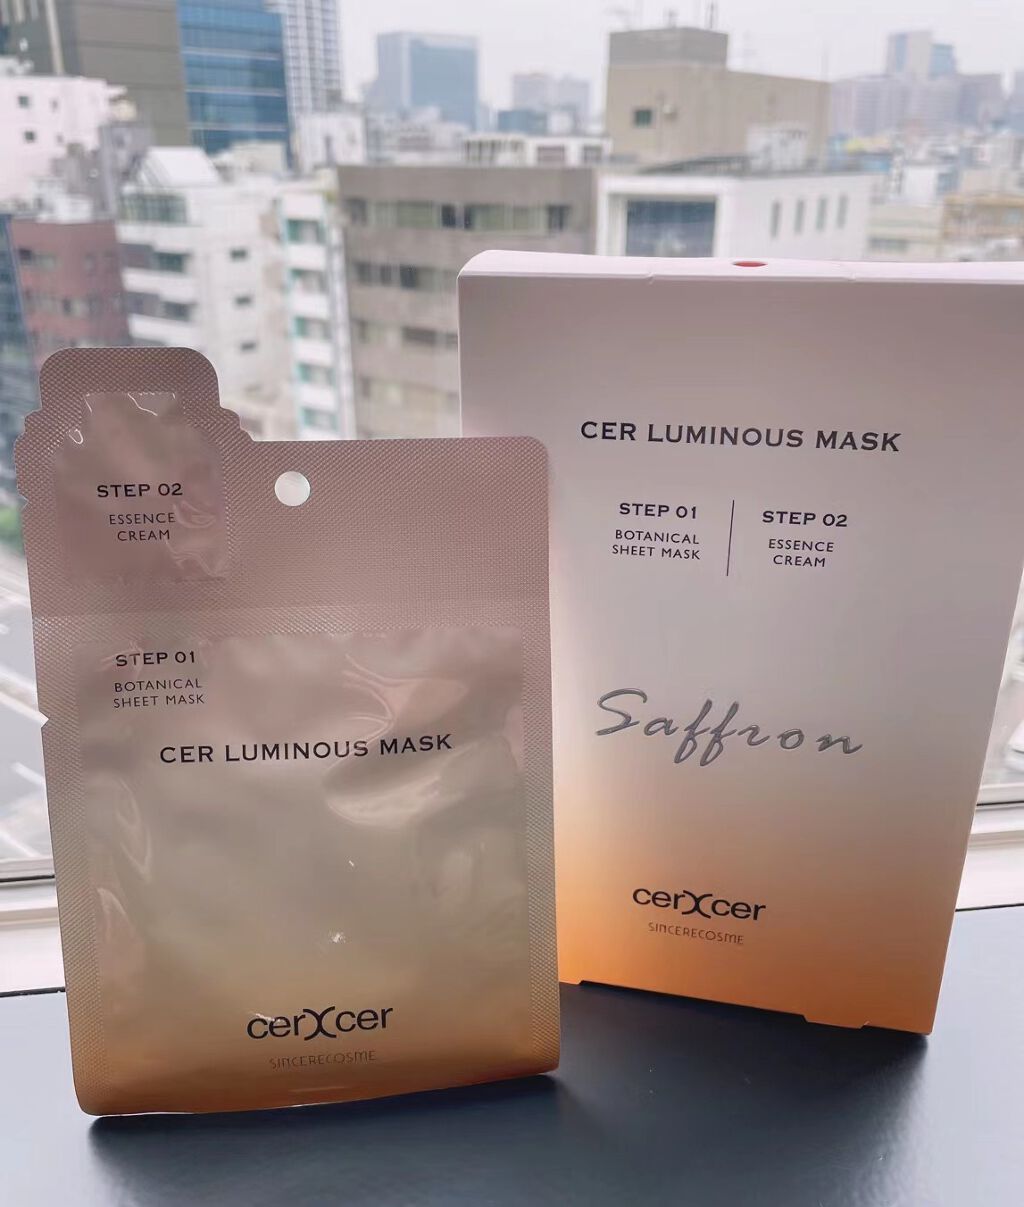 STEP 02
ESSENCE
CREAM
STEP 01
BOTANICAL
SHEET MASK
CER LUMINOUS MASK
cerXcer
SINCERECOSME
CER LUMINOUS MASK
STEP 01
BOTANICAL
SHEET MASK
STEP 02
ESSENCE
CREAM
Saffron
cerXcer
SINCERECOSME